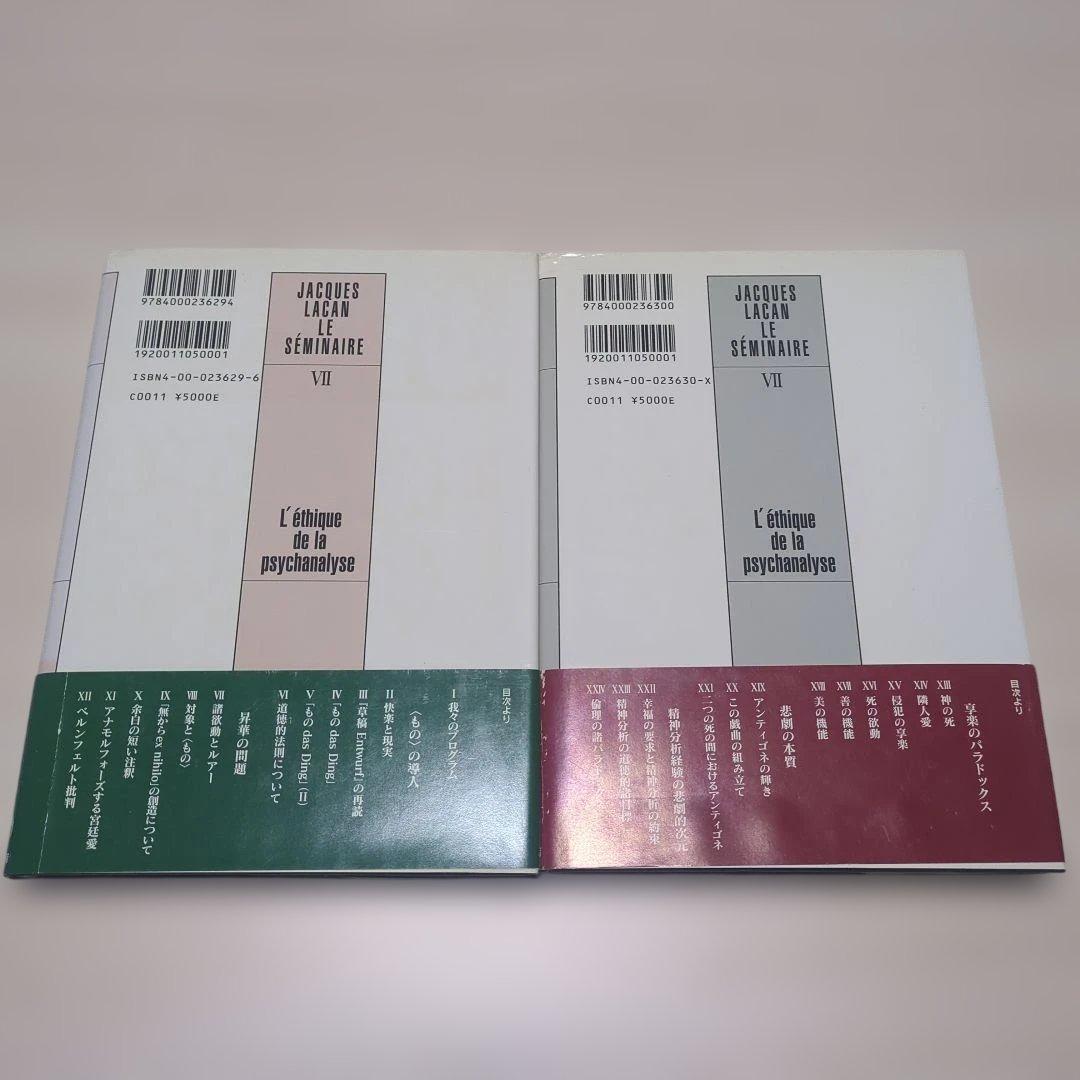 9784000236294
1920011050001
ISBN4-00-023629-6
C0011 ¥5000E
JACQUES
LACAN
LE
SÉMINAIRE
VII
L'éthique
de la
psychanalyse
目次より
I 我々のプログラム
〈もの〉の導入
II 快楽と現実
III 『草稿 Entwurf』の再読
IV 「もの das Ding」
V 「もの das Ding」(II)
VI 道徳的法則について
昇華の問題
VII 諸欲動とルアー
VIII 対象と〈もの〉
IX 「無から ex nihilo」の創造について
X 余白の短い注釈
XI アナモルフォーズする宮廷愛
XII ベルンフェルト批判
9784000236300
1920011050001
ISBN4-00-023630-X
C0011 ¥5000E
JACQUES
LACAN
LE
SÉMINAIRE
VII
L'éthique
de la
psychanalyse
目次より
享楽のパラドックス
XIII 神の死
XIV 隣人愛
XV 侵犯の享楽
XVI 死の欲動
XVII 善の機能
XVIII 美の機能
悲劇の本質
XIX アンティゴネの輝き
XX この戯曲の組み立て
XXI 二つの死の間におけるアンティゴネ
精神分析経験の悲劇的次元
XXII 幸福の要求と精神分析の約束
XXIII 精神分析の道徳的諸目標
XXIV 倫理の諸パラドックス